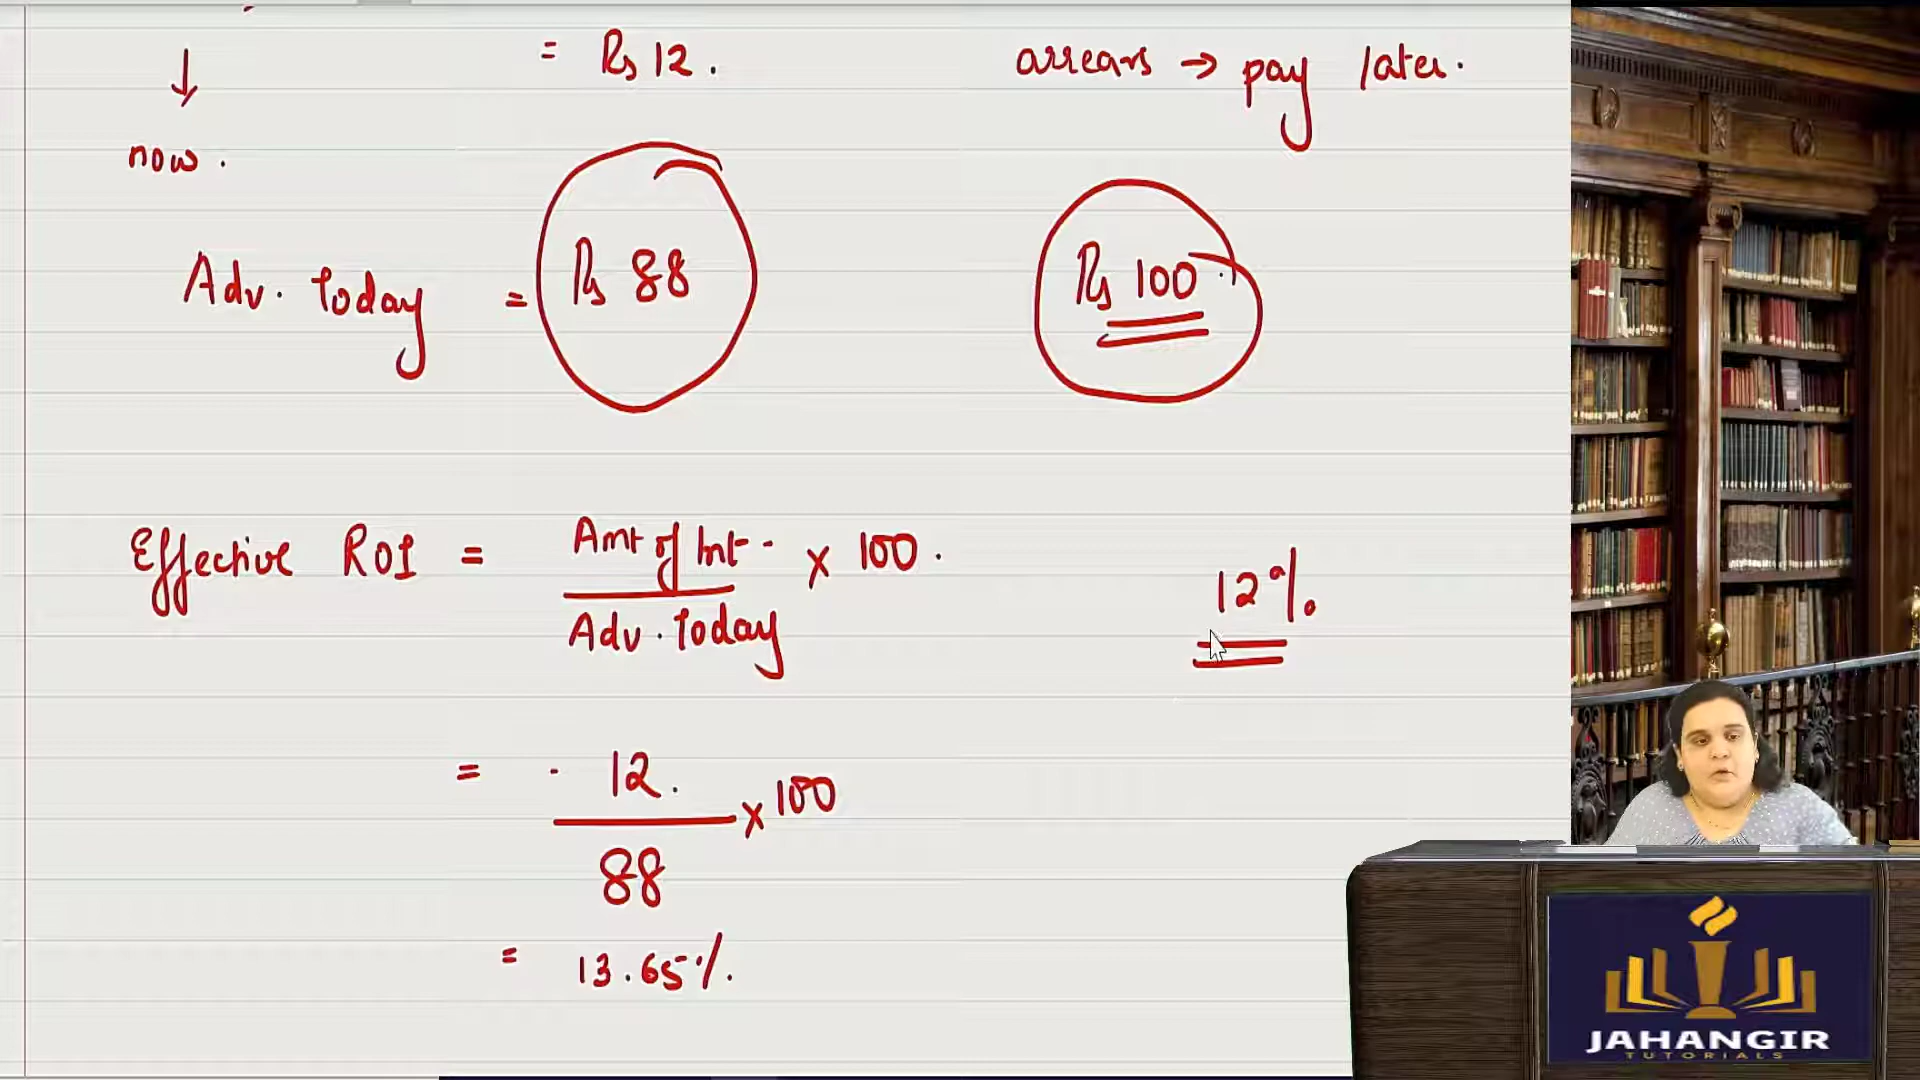 = Rs 12.
arrears → pay later.
↓
now.
Adv. Today = Rs 88
Rs 100.
Effective ROI = Amt of Int. / Adv. Today × 100.
12%
= 12. / 88 × 100
= 13.65%.
JAHANGIR
TUTORIALS